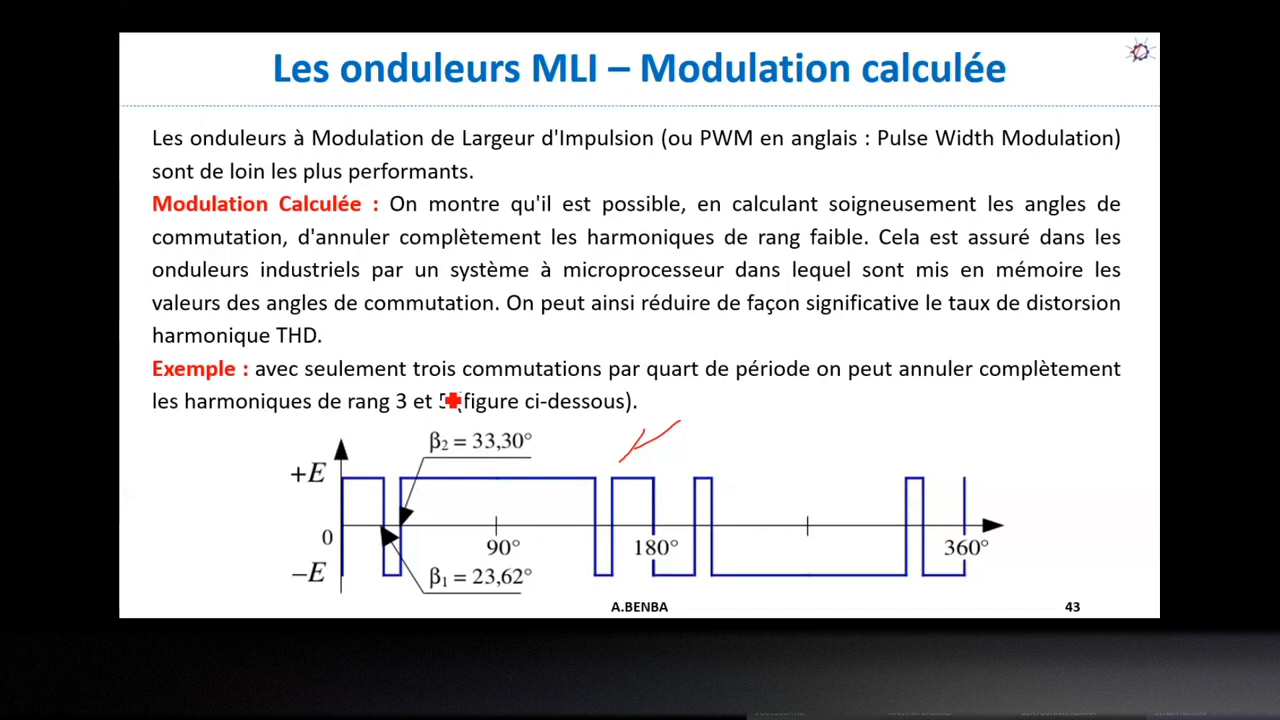 Les onduleurs MLI – Modulation calculée
Les onduleurs à Modulation de Largeur d'Impulsion (ou PWM en anglais : Pulse Width Modulation)
sont de loin les plus performants.
Modulation Calculée : On montre qu'il est possible, en calculant soigneusement les angles de
commutation, d'annuler complètement les harmoniques de rang faible. Cela est assuré dans les
onduleurs industriels par un système à microprocesseur dans lequel sont mis en mémoire les
valeurs des angles de commutation. On peut ainsi réduire de façon significative le taux de distorsion
harmonique THD.
Exemple : avec seulement trois commutations par quart de période on peut annuler complètement
les harmoniques de rang 3 et figure ci-dessous).
β₂ = 33,30°
+E
0
90°
180°
360°
–E
β₁ = 23,62°
A.BENBA
43